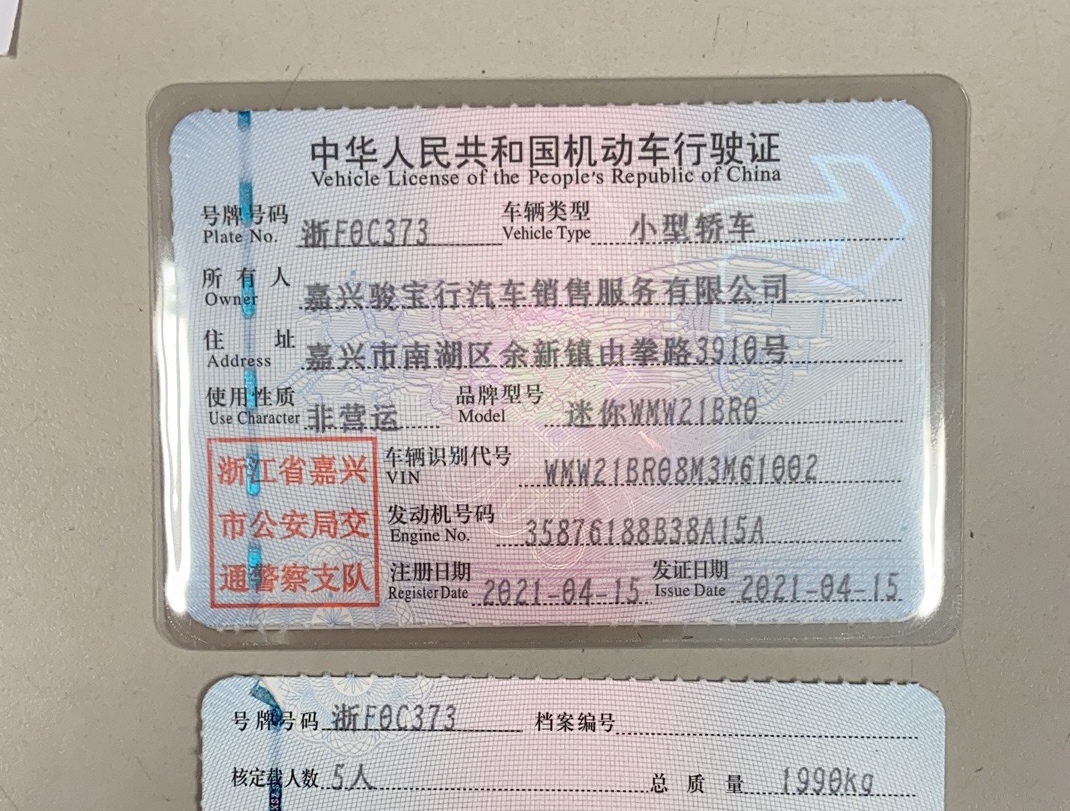 中华人民共和国机动车行驶证
Vehicle License of the People's Republic of China
号牌号码 浙F0C373 车辆类型 小型轿车
Plate No. Vehicle Type
所有人 嘉兴骏宝行汽车销售服务有限公司
Owner
住址 嘉兴市南湖区余新镇由拳路3910号
Address
使用性质 非营运 品牌型号 迷你WMW21BR0
Use Character Model
浙江省嘉兴
市公安局交
通警察支队
车辆识别代号 WMW21BR08M3M61002
VIN
发动机号码 35876188B38A15A
Engine No.
注册日期 2021-04-15 发证日期 2021-04-15
Register Date Issue Date
号牌号码 浙F0C373 档案编号
核定载人数 5人 总质量 1990kg